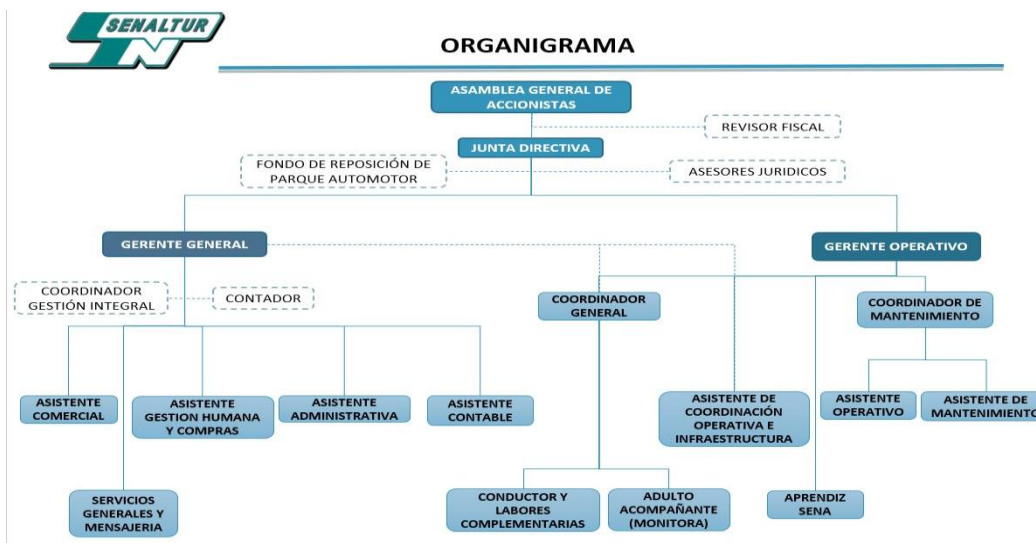 SENALTUR
SN
ORGANIGRAMA
ASAMBLEA GENERAL DE
ACCIONISTAS
REVISOR FISCAL
JUNTA DIRECTIVA
FONDO DE REPOSICIÓN DE
PARQUE AUTOMOTOR
ASESORES JURIDICOS
GERENTE GENERAL
GERENTE OPERATIVO
COORDINADOR
GESTIÓN INTEGRAL
CONTADOR
COORDINADOR
GENERAL
COORDINADOR DE
MANTENIMIENTO
ASISTENTE
COMERCIAL
ASISTENTE
GESTION HUMANA
Y COMPRAS
ASISTENTE
ADMINISTRATIVA
ASISTENTE
CONTABLE
ASISTENTE DE
COORDINACIÓN
OPERATIVA E
INFRAESTRUCTURA
ASISTENTE
OPERATIVO
ASISTENTE DE
MANTENIMIENTO
SERVICIOS
GENERALES Y
MENSAJERIA
CONDUCTOR Y
LABORES
COMPLEMENTARIAS
ADULTO
ACOMPAÑANTE
(MONITORA)
APRENDIZ
SENA